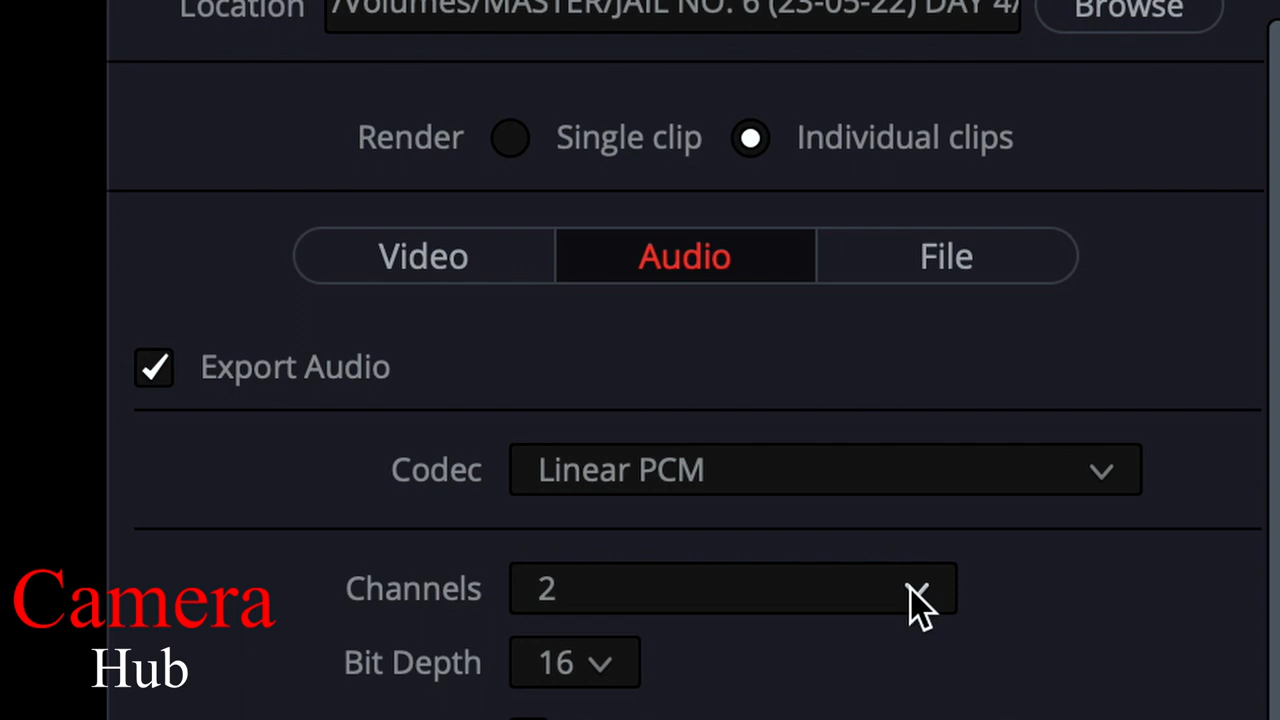 Location /Volumes/MASTER/JAIL NO. 6 (23-05-22) DAY 4/ Browse
Render Single clip Individual clips
Video Audio File
Export Audio
Codec Linear PCM
Channels 2
Bit Depth 16
Camera
Hub